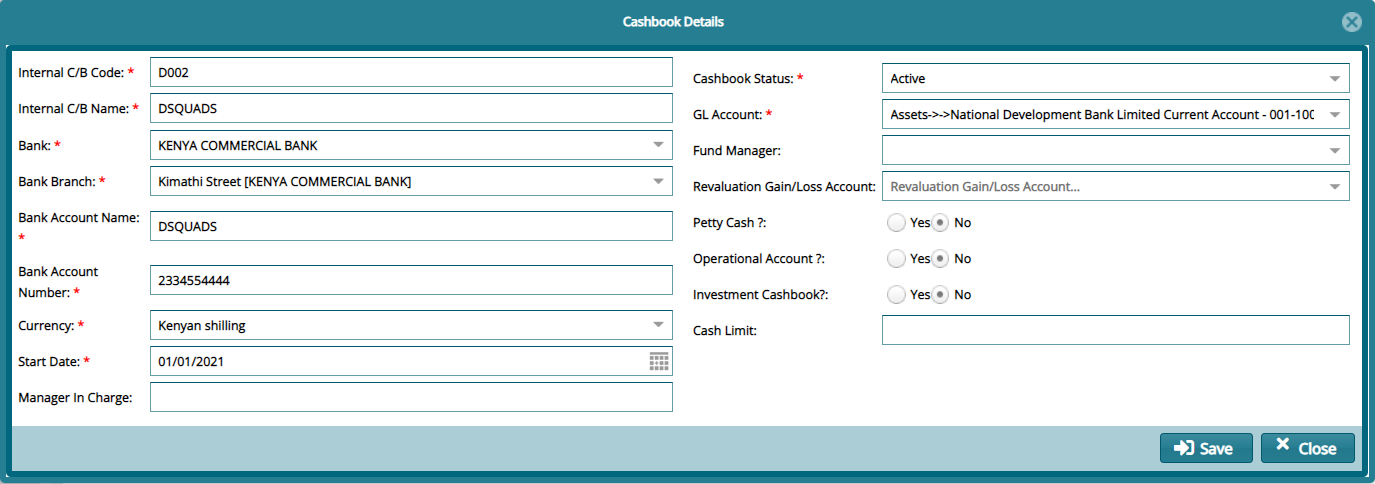 Cashbook Details
Internal C/B Code: *
D002
Internal C/B Name: *
DSQUADS
Bank: *
KENYA COMMERCIAL BANK
Bank Branch: *
Kimathi Street [KENYA COMMERCIAL BANK]
Bank Account Name:
*
DSQUADS
Bank Account
Number: *
2334554444
Currency: *
Kenyan shilling
Start Date: *
01/01/2021
Manager In Charge:
Cashbook Status: *
Active
GL Account: *
Assets->->National Development Bank Limited Current Account - 001-100
Fund Manager:
Revaluation Gain/Loss Account:
Revaluation Gain/Loss Account...
Petty Cash ?:
Yes No
Operational Account ?:
Yes No
Investment Cashbook?:
Yes No
Cash Limit:
Save
Close